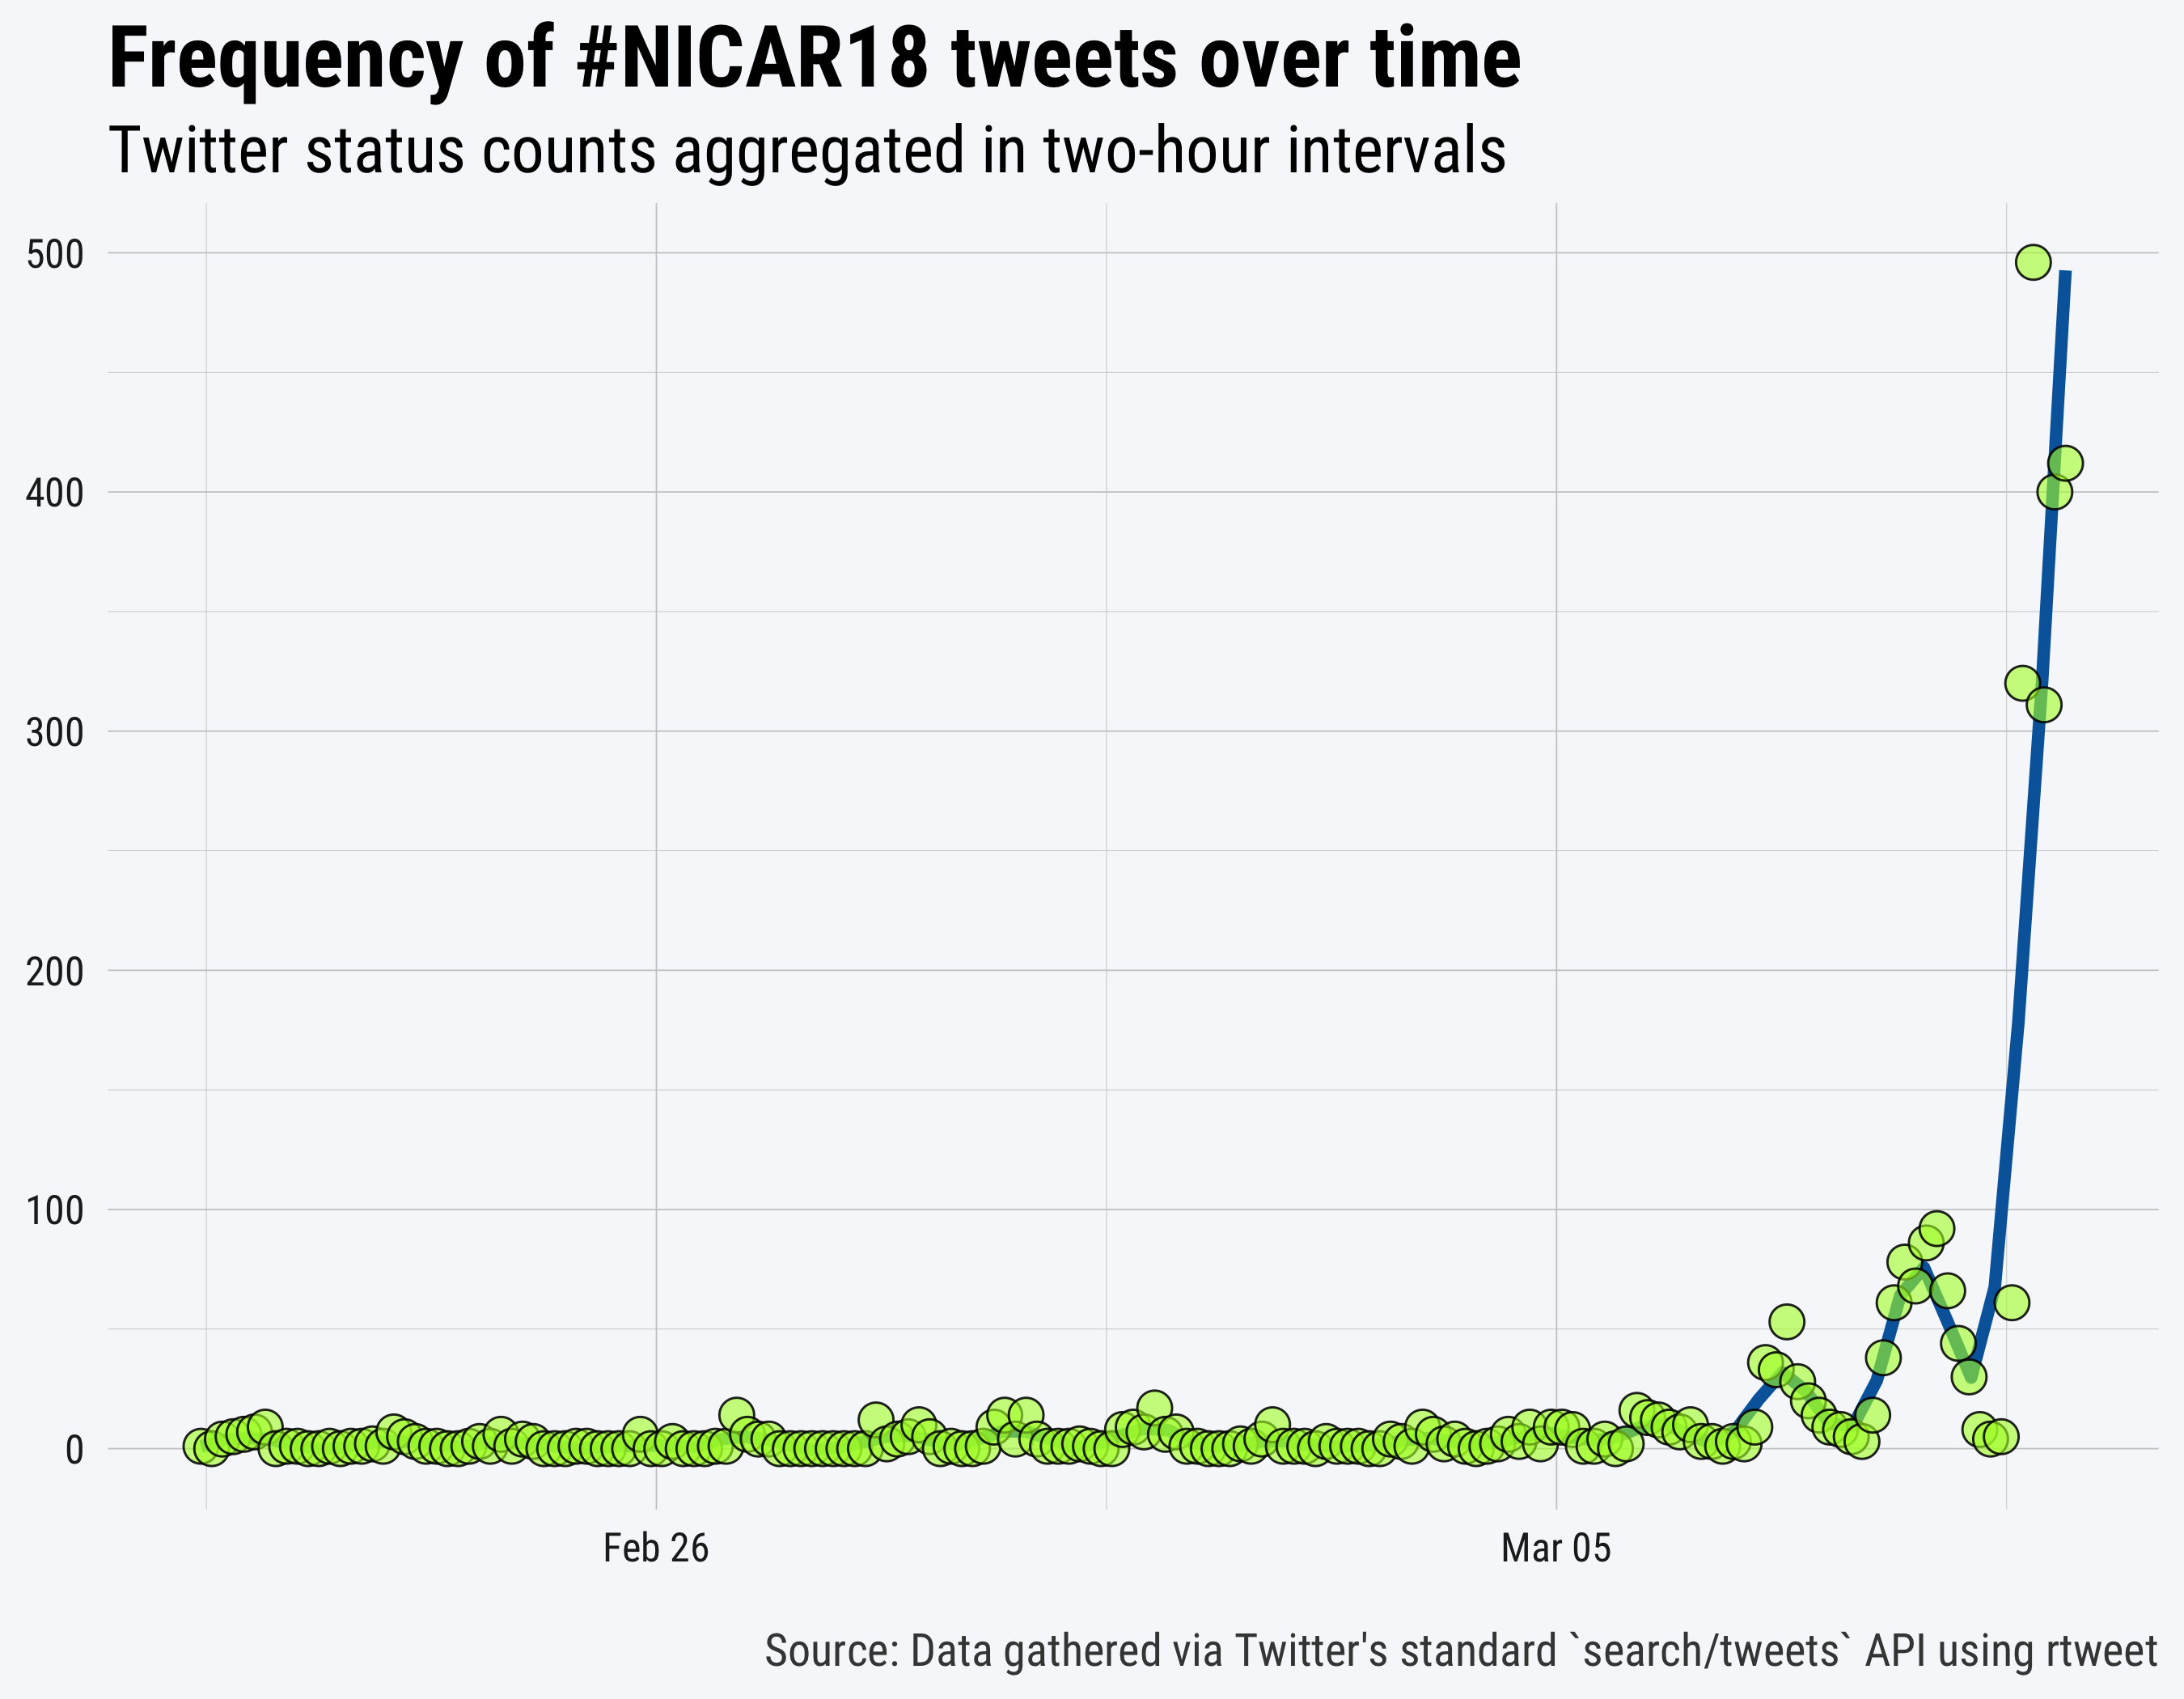 Frequency of #NICAR18 tweets over time
Twitter status counts aggregated in two-hour intervals
500
400
300
200
100
0
Feb 26 Mar 05
Source: Data gathered via Twitter's standard `search/tweets` API using rtweet